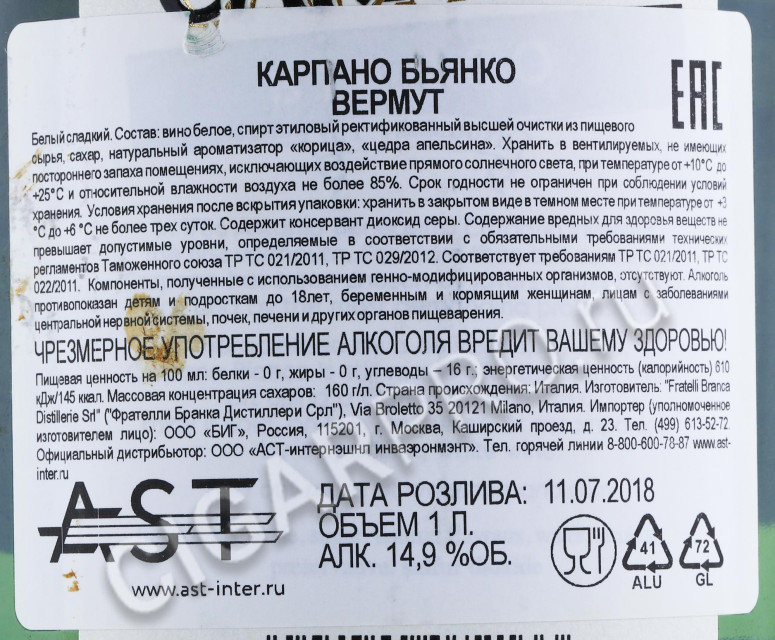 КАРПАНО БЬЯНКО
ВЕРМУТ
EAC
Белый сладкий. Состав: вино белое, спирт этиловый ректификованный высшей очистки из пищевого
сырья, сахар, натуральный ароматизатор «корица», «цедра апельсина». Хранить в вентилируемых, не имеющих
постороннего запаха помещениях, исключающих воздействие прямого солнечного света, при температуре от +10°C до
+25°C и относительной влажности воздуха не более 85%. Срок годности не ограничен при соблюдении условий
хранения. Условия хранения после вскрытия упаковки: хранить в закрытом виде в темном месте при температуре от +3
°C до +6 °C не более трех суток. Содержит консервант диоксид серы. Содержание вредных для здоровья веществ не
превышает допустимые уровни, определяемые в соответствии с обязательными требованиями технических
регламентов Таможенного союза ТР ТС 021/2011, ТР ТС 029/2012. Соответствует требованиям ТР ТС 021/2011, ТР ТС
022/2011. Компоненты, полученные с использованием генно-модифицированных организмов, отсутствуют. Алкоголь
противопоказан детям и подросткам до 18лет, беременным и кормящим женщинам, лицам с заболеваниями
центральной нервной системы, почек, печени и других органов пищеварения.
ЧРЕЗМЕРНОЕ УПОТРЕБЛЕНИЕ АЛКОГОЛЯ ВРЕДИТ ВАШЕМУ ЗДОРОВЬЮ!
Пищевая ценность на 100 мл: белки - 0 г, жиры - 0 г, углеводы – 16 г.; энергетическая ценность (калорийность) 610
кДж/145 ккал. Массовая концентрация сахаров: 160 г/л. Страна происхождения: Италия. Изготовитель: "Fratelli Branca
Distillerie Srl" ("Фрателли Бранка Дистиллери Срл"), Via Broletto 35 20121 Milano, Италия. Импортер (уполномоченное
изготовителем лицо): ООО «БИГ», Россия, 115201, г. Москва, Каширский проезд, д. 23. Тел. (499) 613-52-72.
Официальный дистрибьютор: ООО «АСТ-интернэшнл инваэронмэнт». Тел. горячей линии 8-800-600-78-87 www.ast-
inter.ru
AST
www.ast-inter.ru
ДАТА РОЗЛИВА: 11.07.2018
ОБЪЕМ 1 Л.
АЛК. 14,9 %ОБ.
41
ALU
72
GL
CIGARPRO.ru